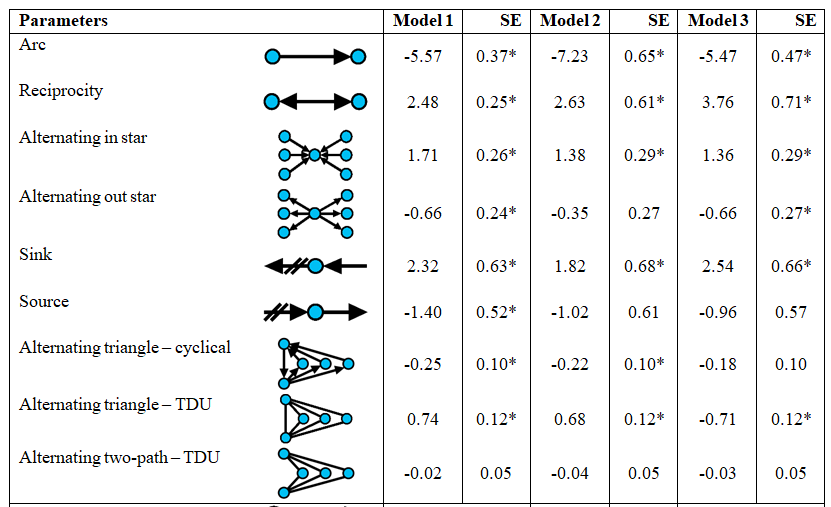 Parameters Model 1 SE Model 2 SE Model 3 SE
Arc -5.57 0.37* -7.23 0.65* -5.47 0.47*
Reciprocity 2.48 0.25* 2.63 0.61* 3.76 0.71*
Alternating in star 1.71 0.26* 1.38 0.29* 1.36 0.29*
Alternating out star -0.66 0.24* -0.35 0.27 -0.66 0.27*
Sink 2.32 0.63* 1.82 0.68* 2.54 0.66*
Source -1.40 0.52* -1.02 0.61 -0.96 0.57
Alternating triangle – cyclical -0.25 0.10* -0.22 0.10* -0.18 0.10
Alternating triangle – TDU 0.74 0.12* 0.68 0.12* -0.71 0.12*
Alternating two-path – TDU -0.02 0.05 -0.04 0.05 -0.03 0.05